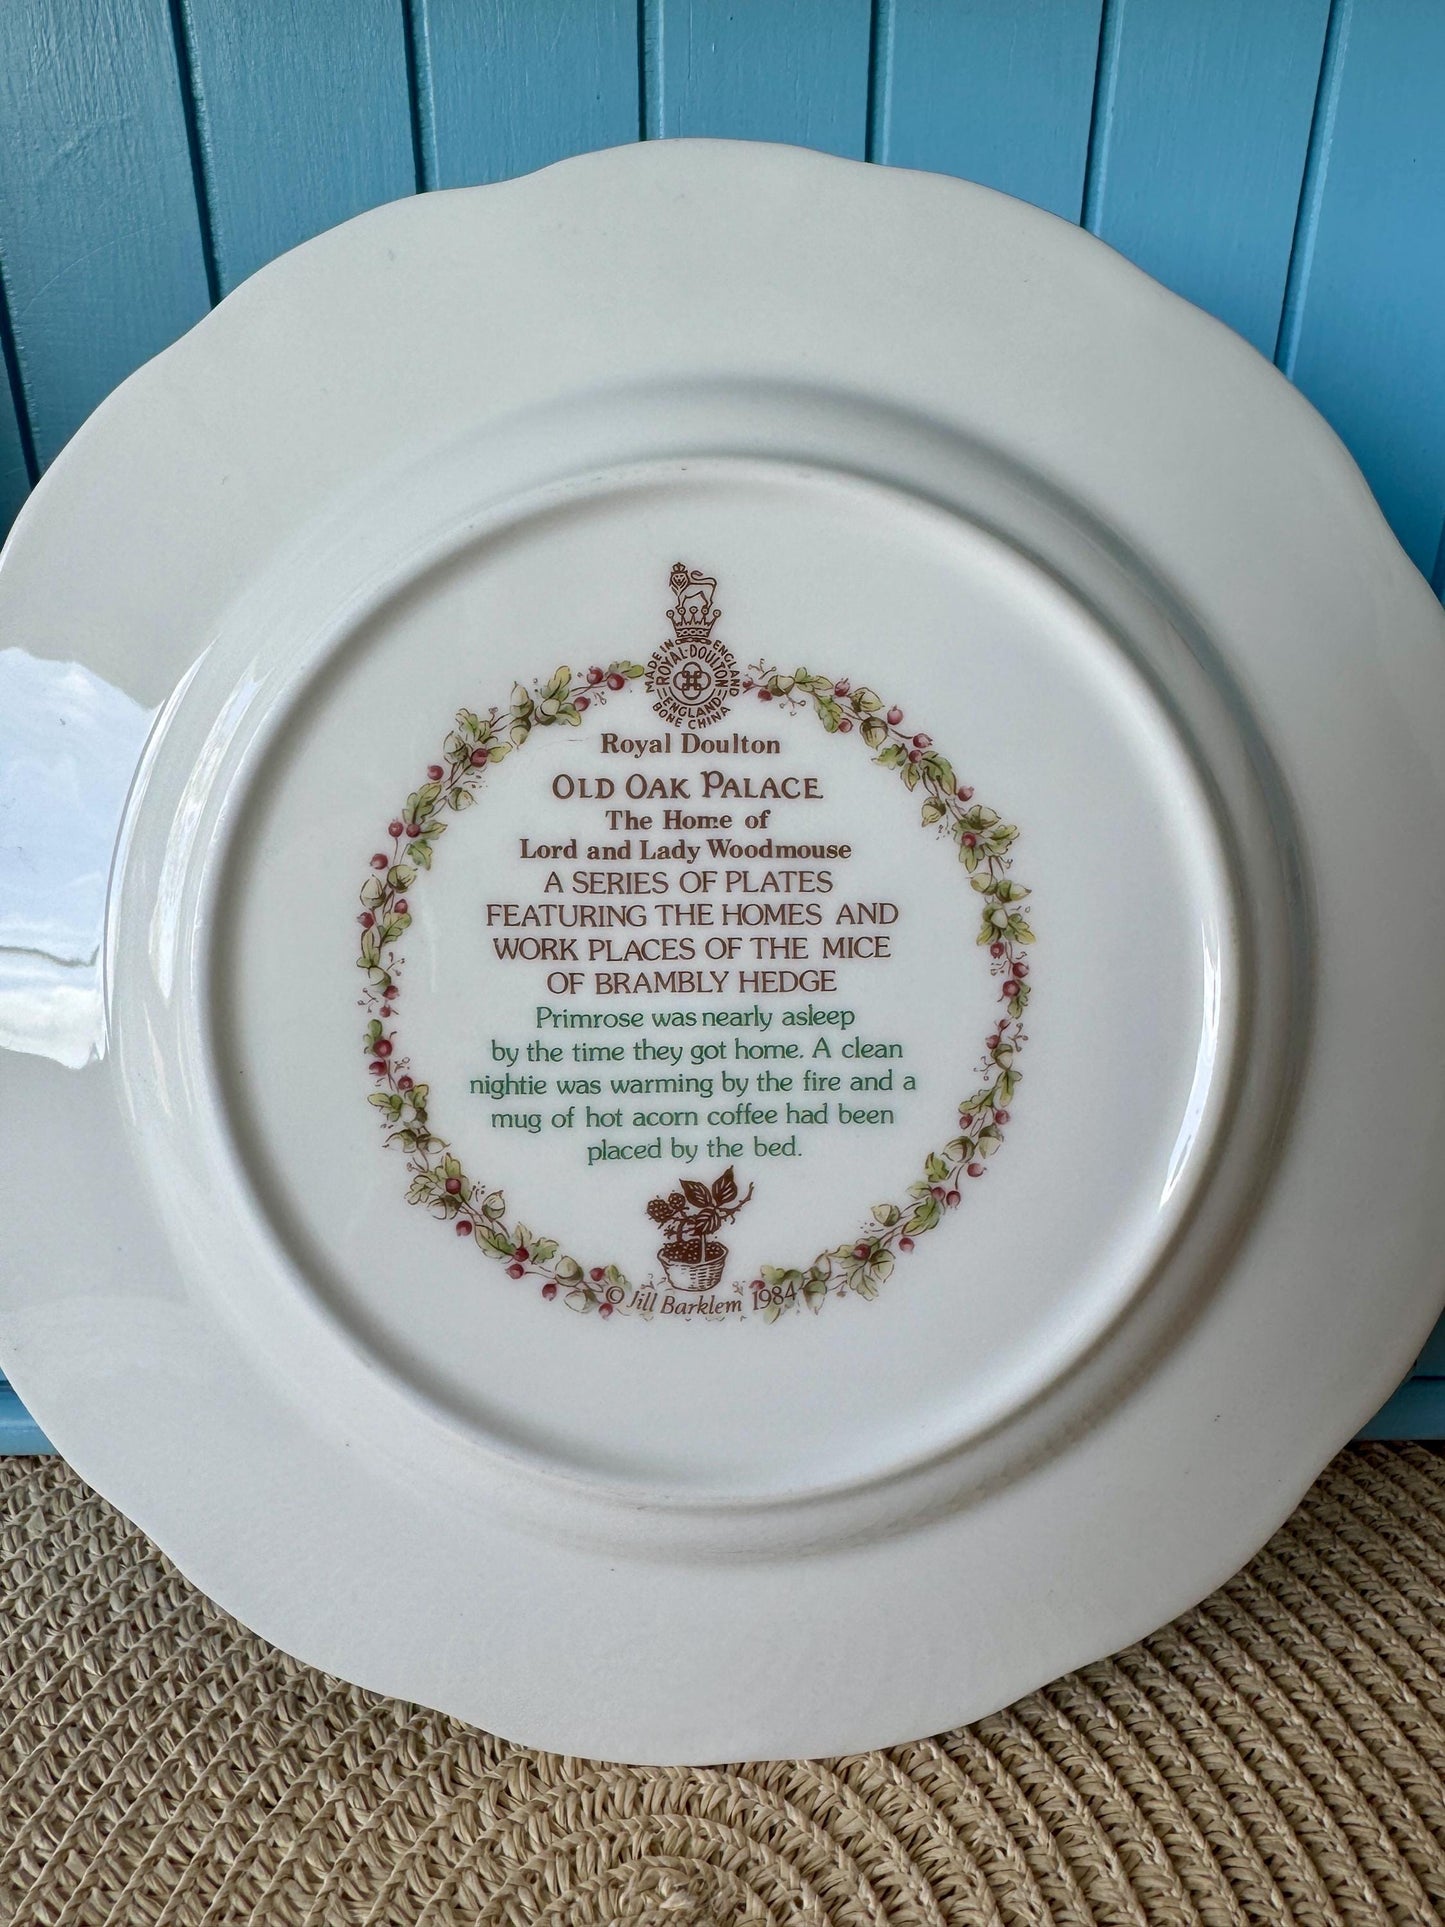 MADE IN ENGLAND
ROYAL-DOULTON
ENGLAND
BONE CHINA
Royal Doulton
OLD OAK PALACE
The Home of
Lord and Lady Woodmouse
A SERIES OF PLATES
FEATURING THE HOMES AND
WORK PLACES OF THE MICE
OF BRAMBLY HEDGE
Primrose was nearly asleep
by the time they got home. A clean
nightie was warming by the fire and a
mug of hot acorn coffee had been
placed by the bed.
© Jill Barklem 1984